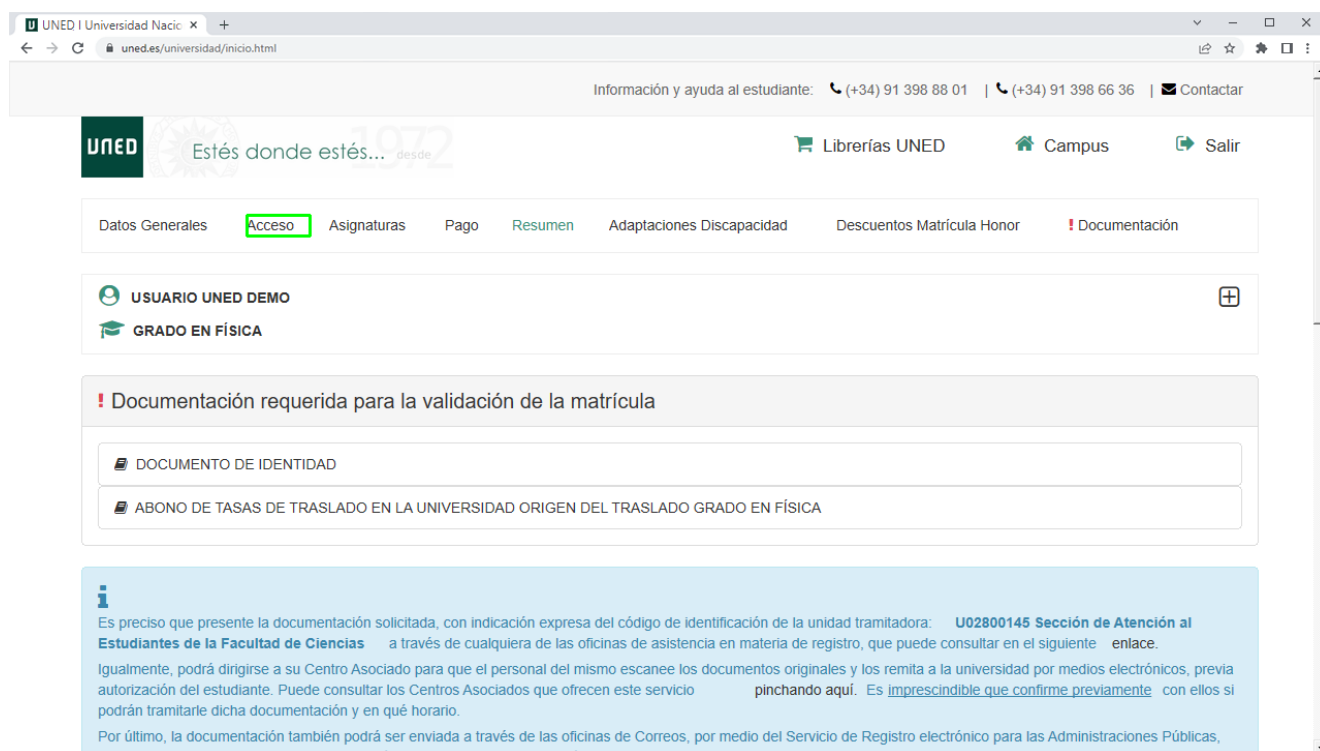 UNED I Universidad Nacio
uned.es/universidad/inicio.html
Información y ayuda al estudiante: (+34) 91 398 88 01 | (+34) 91 398 66 36 | Contactar
UNED Estés donde estés... desde 1972 Librerías UNED Campus Salir
Datos Generales Acceso Asignaturas Pago Resumen Adaptaciones Discapacidad Descuentos Matrícula Honor ! Documentación
USUARIO UNED DEMO
GRADO EN FÍSICA
! Documentación requerida para la validación de la matrícula
DOCUMENTO DE IDENTIDAD
ABONO DE TASAS DE TRASLADO EN LA UNIVERSIDAD ORIGEN DEL TRASLADO GRADO EN FÍSICA
Es preciso que presente la documentación solicitada, con indicación expresa del código de identificación de la unidad tramitadora: U02800145 Sección de Atención al
Estudiantes de la Facultad de Ciencias a través de cualquiera de las oficinas de asistencia en materia de registro, que puede consultar en el siguiente enlace.
Igualmente, podrá dirigirse a su Centro Asociado para que el personal del mismo escanee los documentos originales y los remita a la universidad por medios electrónicos, previa
autorización del estudiante. Puede consultar los Centros Asociados que ofrecen este servicio pinchando aquí. Es imprescindible que confirme previamente con ellos si
podrán tramitarle dicha documentación y en qué horario.
Por último, la documentación también podrá ser enviada a través de las oficinas de Correos, por medio del Servicio de Registro electrónico para las Administraciones Públicas,